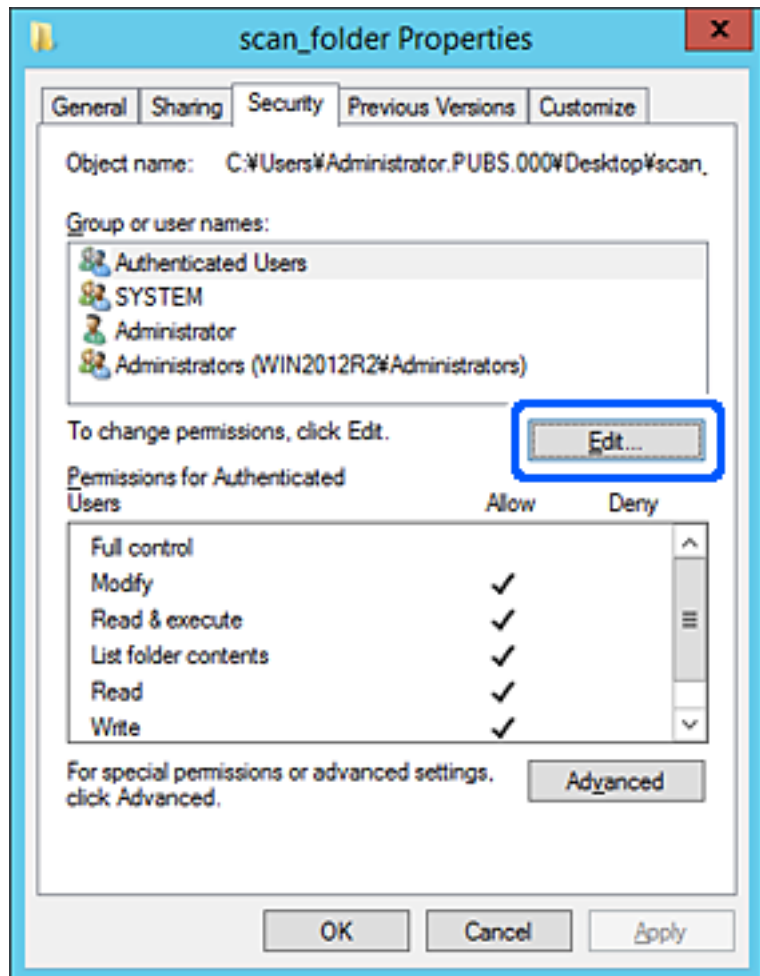 scan_folder Properties
x
General Sharing Security Previous Versions Customize
Object name: C:¥Users¥Administrator.PUBS.000¥Desktop¥scan_
Group or user names:
Authenticated Users
SYSTEM
Administrator
Administrators (WIN2012R2¥Administrators)
To change permissions, click Edit.
Edit...
Permissions for Authenticated
Users Allow Deny
Full control
Modify
Read & execute
List folder contents
Read
Write
For special permissions or advanced settings,
click Advanced.
Advanced
OK Cancel Apply